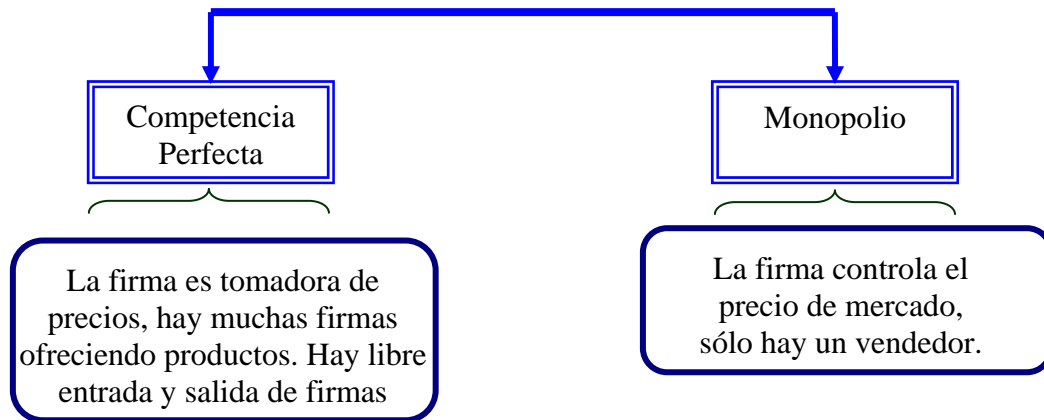 Competencia
Perfecta
Monopolio
La firma es tomadora de
precios, hay muchas firmas
ofreciendo productos. Hay libre
entrada y salida de firmas
La firma controla el
precio de mercado,
sólo hay un vendedor.